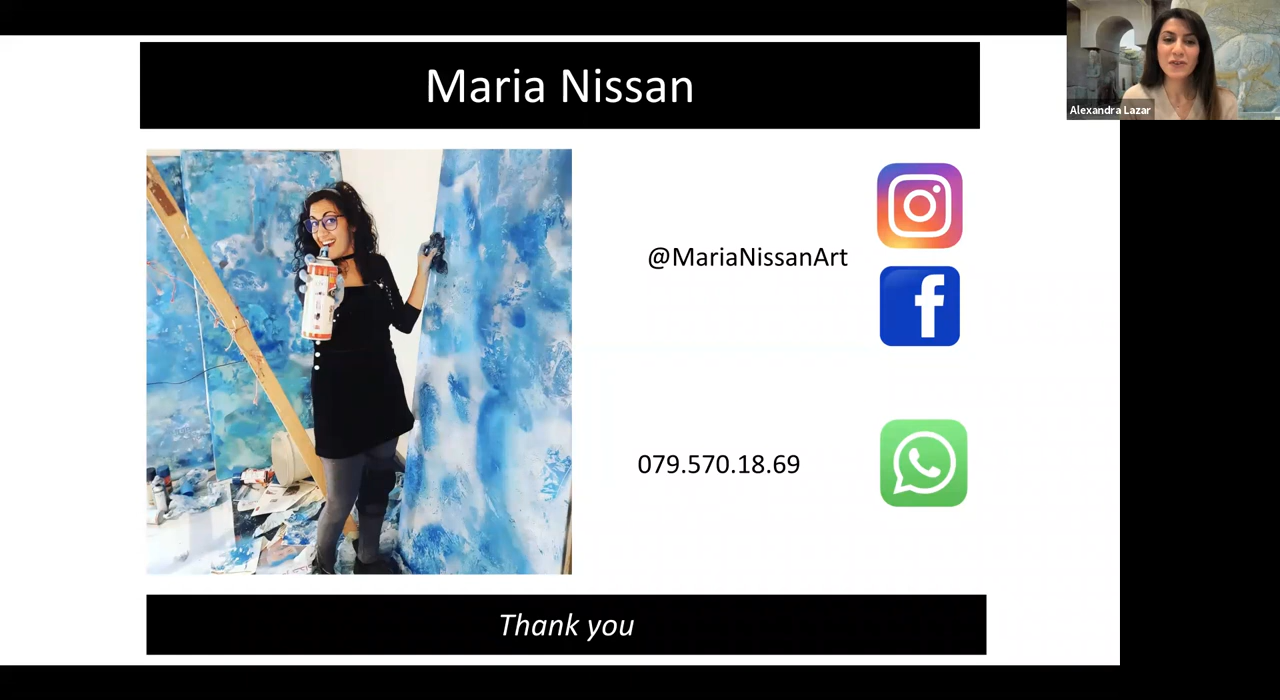 Maria Nissan
Alexandra Lazar
@MariaNissanArt
f
079.570.18.69
Thank you